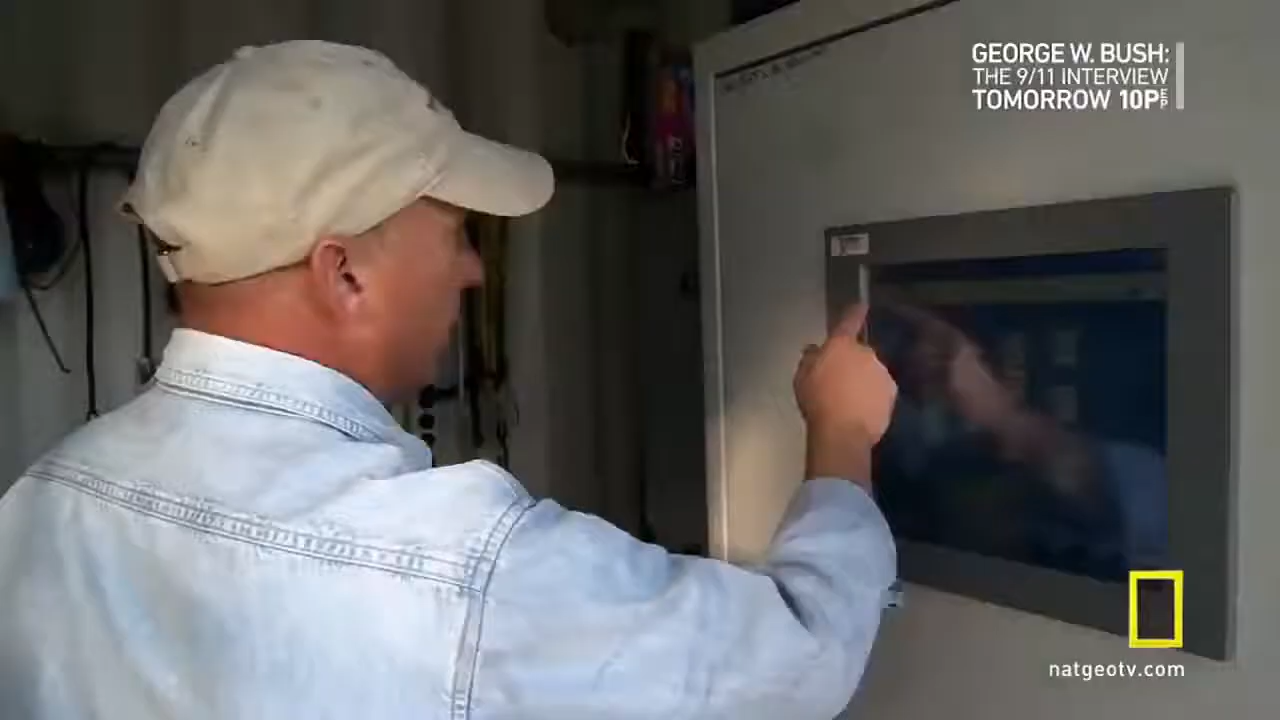 GEORGE W. BUSH:
THE 9/11 INTERVIEW
TOMORROW 10P
natgeotv.com